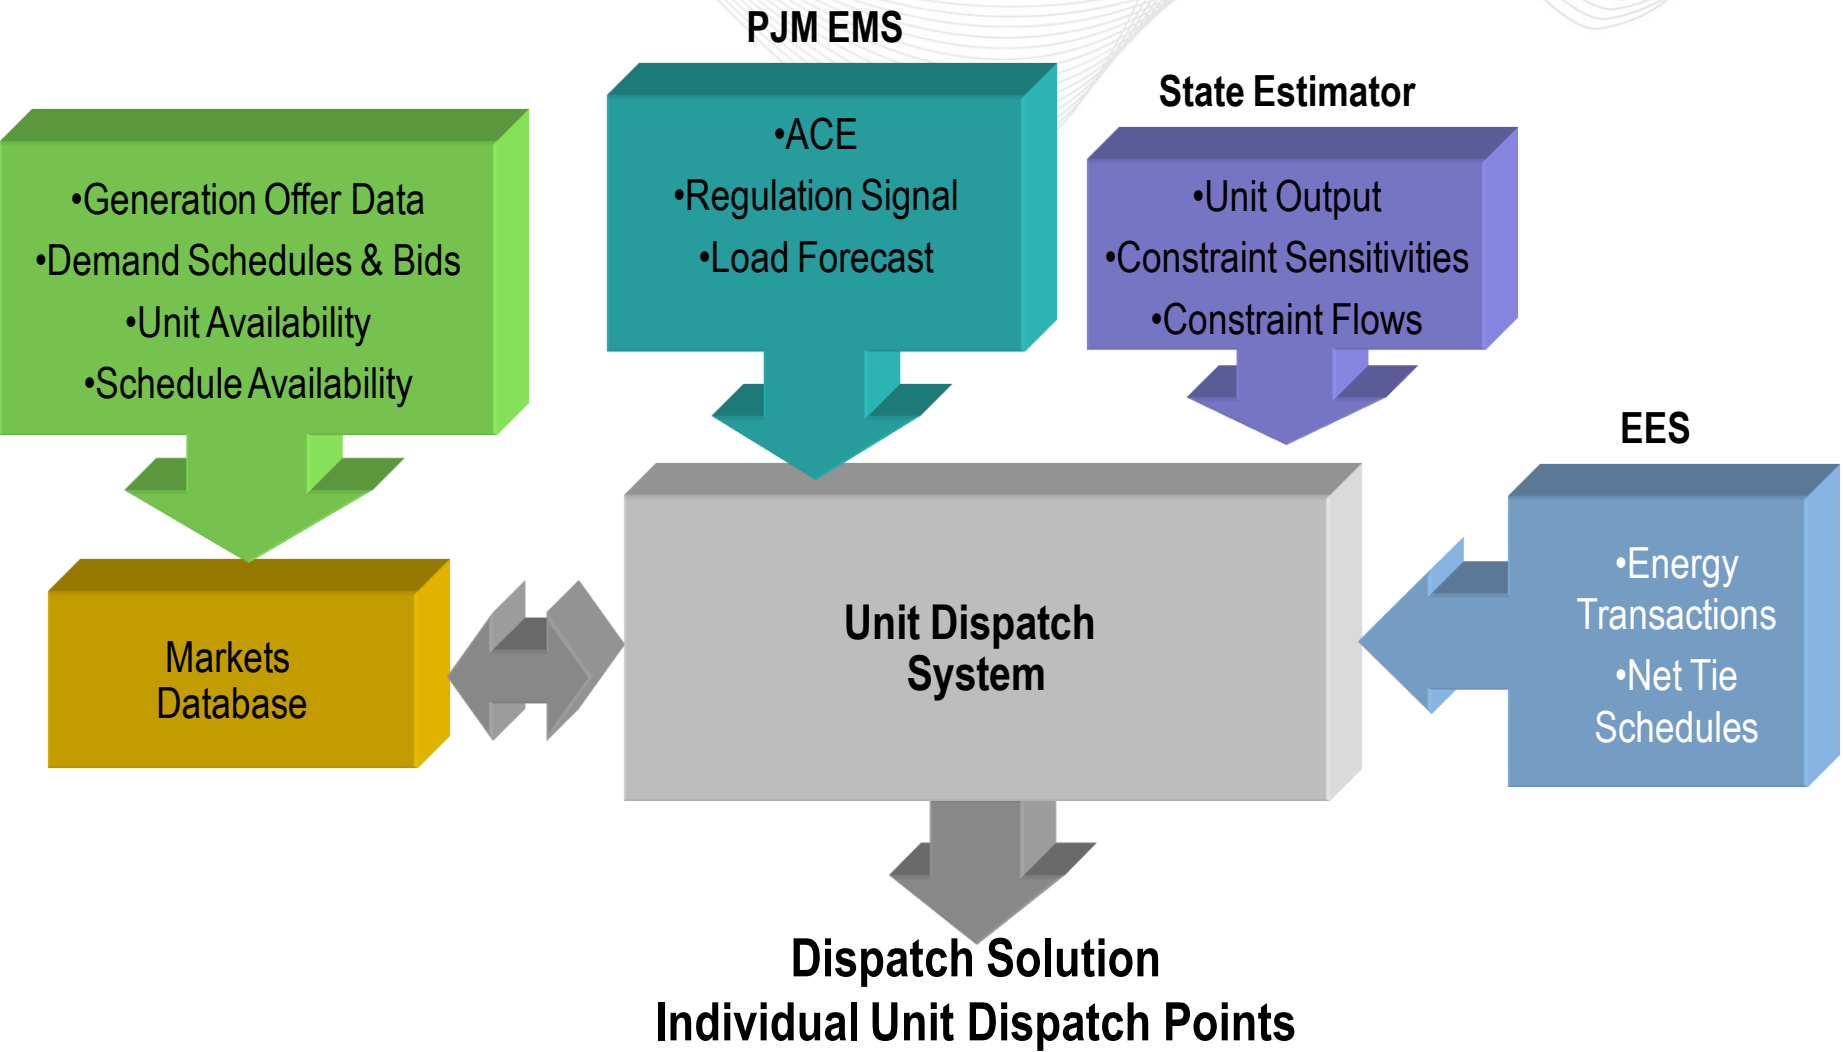 PJM EMS
•ACE
•Regulation Signal
•Load Forecast
State Estimator
•Unit Output
•Constraint Sensitivities
•Constraint Flows
•Generation Offer Data
•Demand Schedules & Bids
•Unit Availability
•Schedule Availability
EES
•Energy
Transactions
•Net Tie
Schedules
Markets
Database
Unit Dispatch
System
Dispatch Solution
Individual Unit Dispatch Points